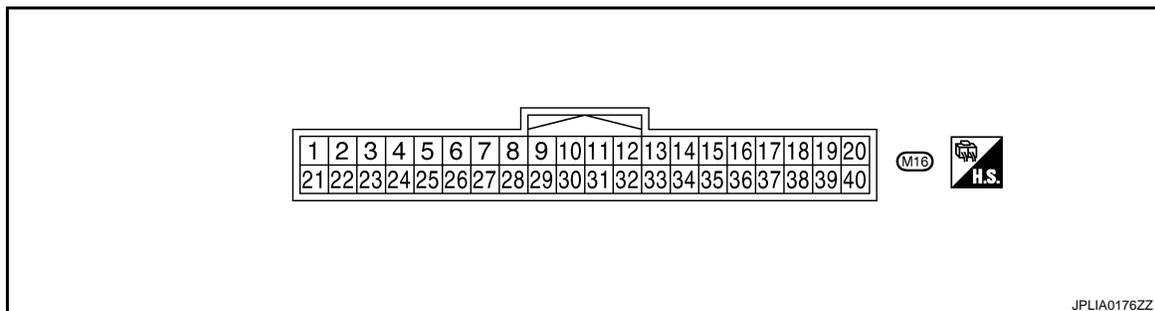 1 2 3 4 5 6 7 8 9 10 11 12 13 14 15 16 17 18 19 20
21 22 23 24 25 26 27 28 29 30 31 32 33 34 35 36 37 38 39 40
M16
H.S.
JPLIA0176ZZ